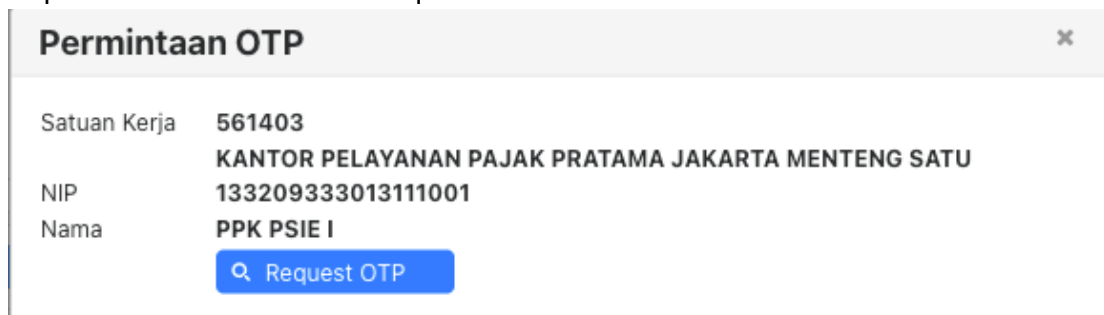 Permintaan OTP
Satuan Kerja 561403
KANTOR PELAYANAN PAJAK PRATAMA JAKARTA MENTENG SATU
NIP 133209333013111001
Nama PPK PSIE I
Request OTP